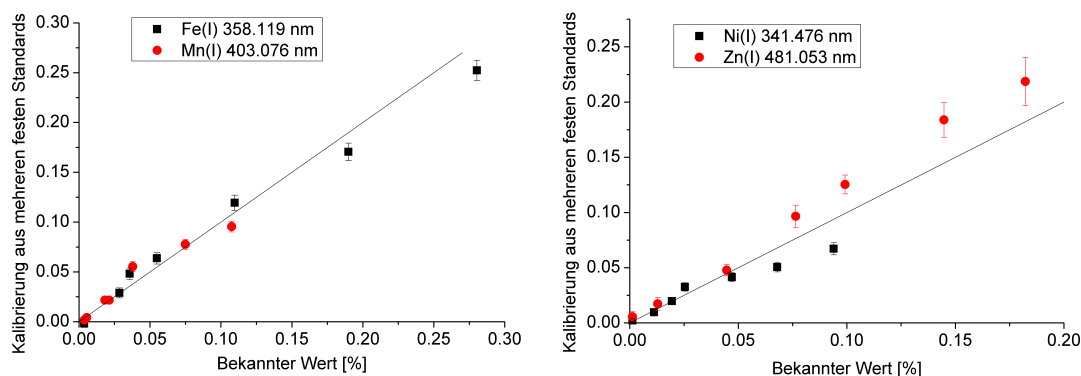 Kalibrierung aus mehreren festen Standards
Fe(I) 358.119 nm
Mn(I) 403.076 nm
0.30
0.25
0.20
0.15
0.10
0.05
0.00
0.00 0.05 0.10 0.15 0.20 0.25 0.30
Bekannter Wert [%]
Kalibrierung aus mehreren festen Standards
Ni(I) 341.476 nm
Zn(I) 481.053 nm
0.25
0.20
0.15
0.10
0.05
0.00
0.00 0.05 0.10 0.15 0.20
Bekannter Wert [%]